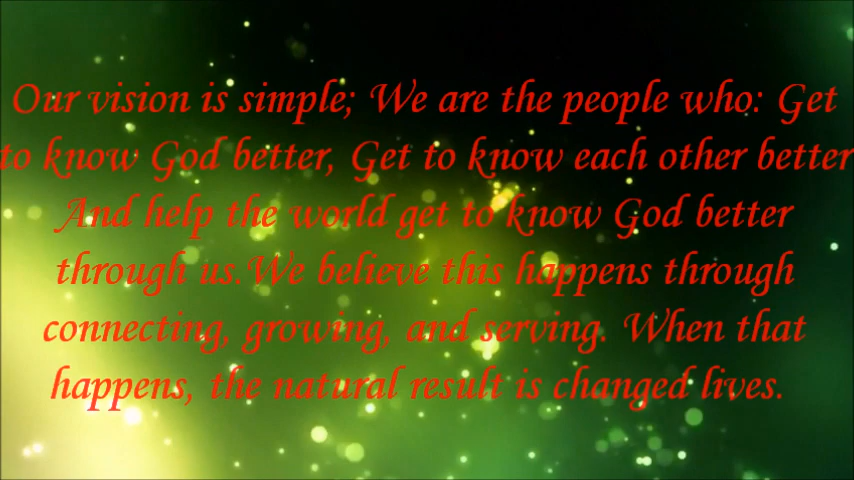 Our vision is simple; We are the people who: Get
to know God better, Get to know each other better
And help the world get to know God better
through us.We believe this happens through
connecting, growing, and serving. When that
happens, the natural result is changed lives.